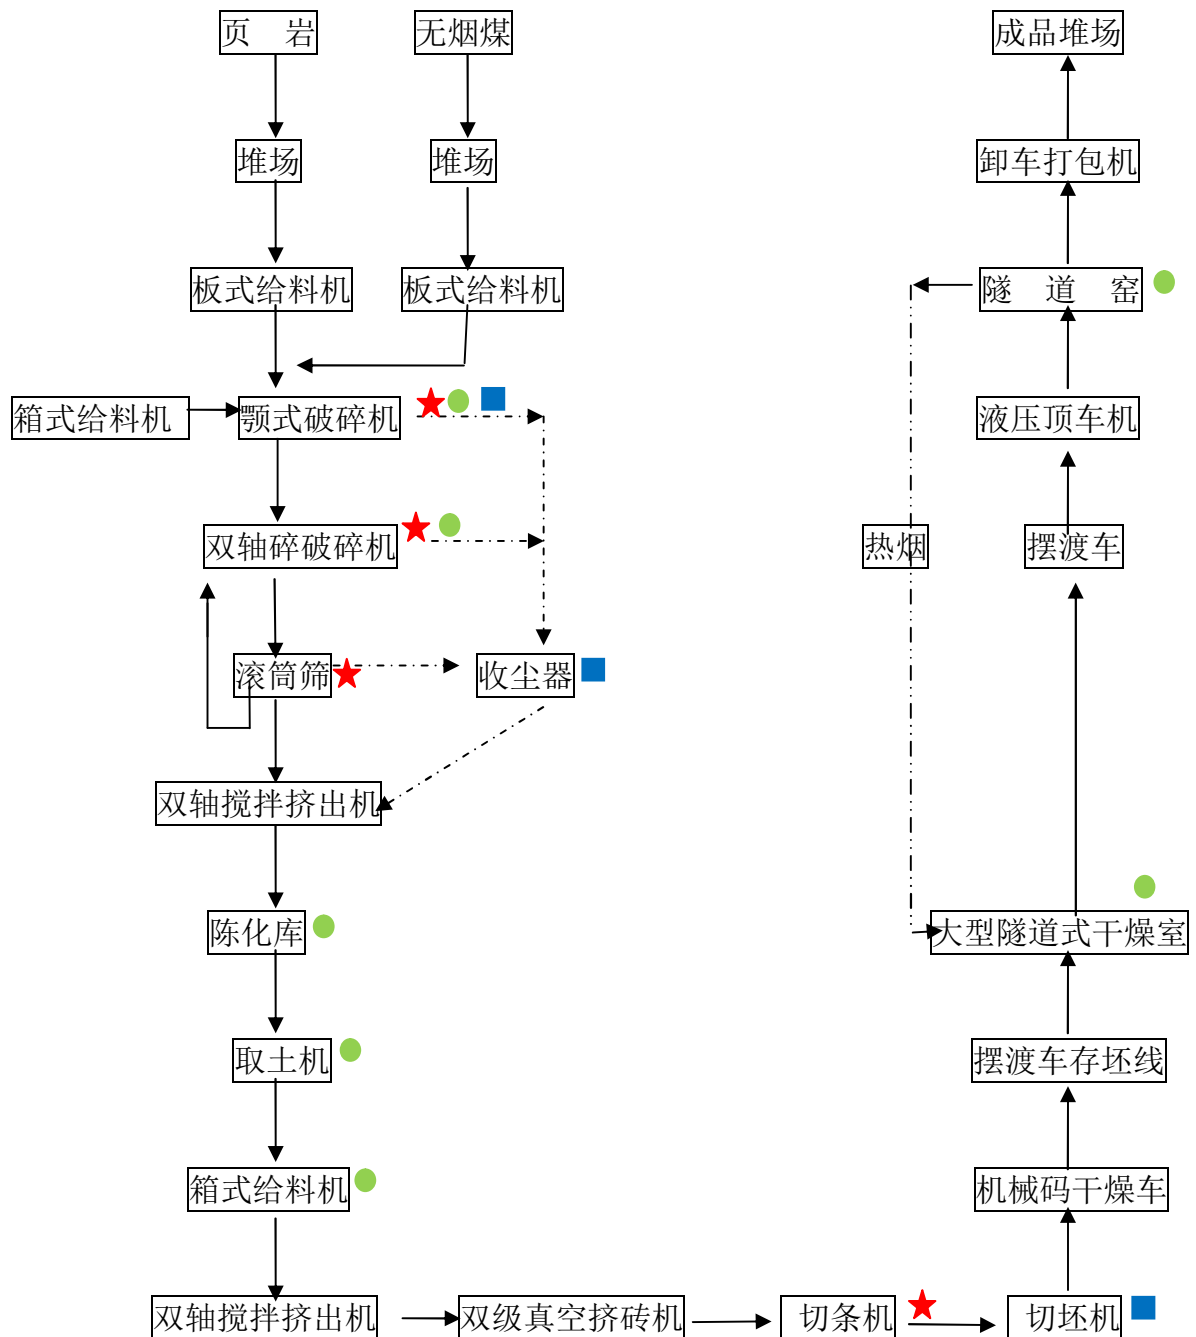 页 岩
无烟煤
成品堆场
堆场
堆场
卸车打包机
板式给料机
板式给料机
隧 道 窑
箱式给料机
颚式破碎机
液压顶车机
双轴碎破碎机
热烟
摆渡车
滚筒筛
收尘器
双轴搅拌挤出机
陈化库
大型隧道式干燥室
取土机
摆渡车存坯线
箱式给料机
机械码干燥车
双轴搅拌挤出机
双级真空挤砖机
切条机
切坯机